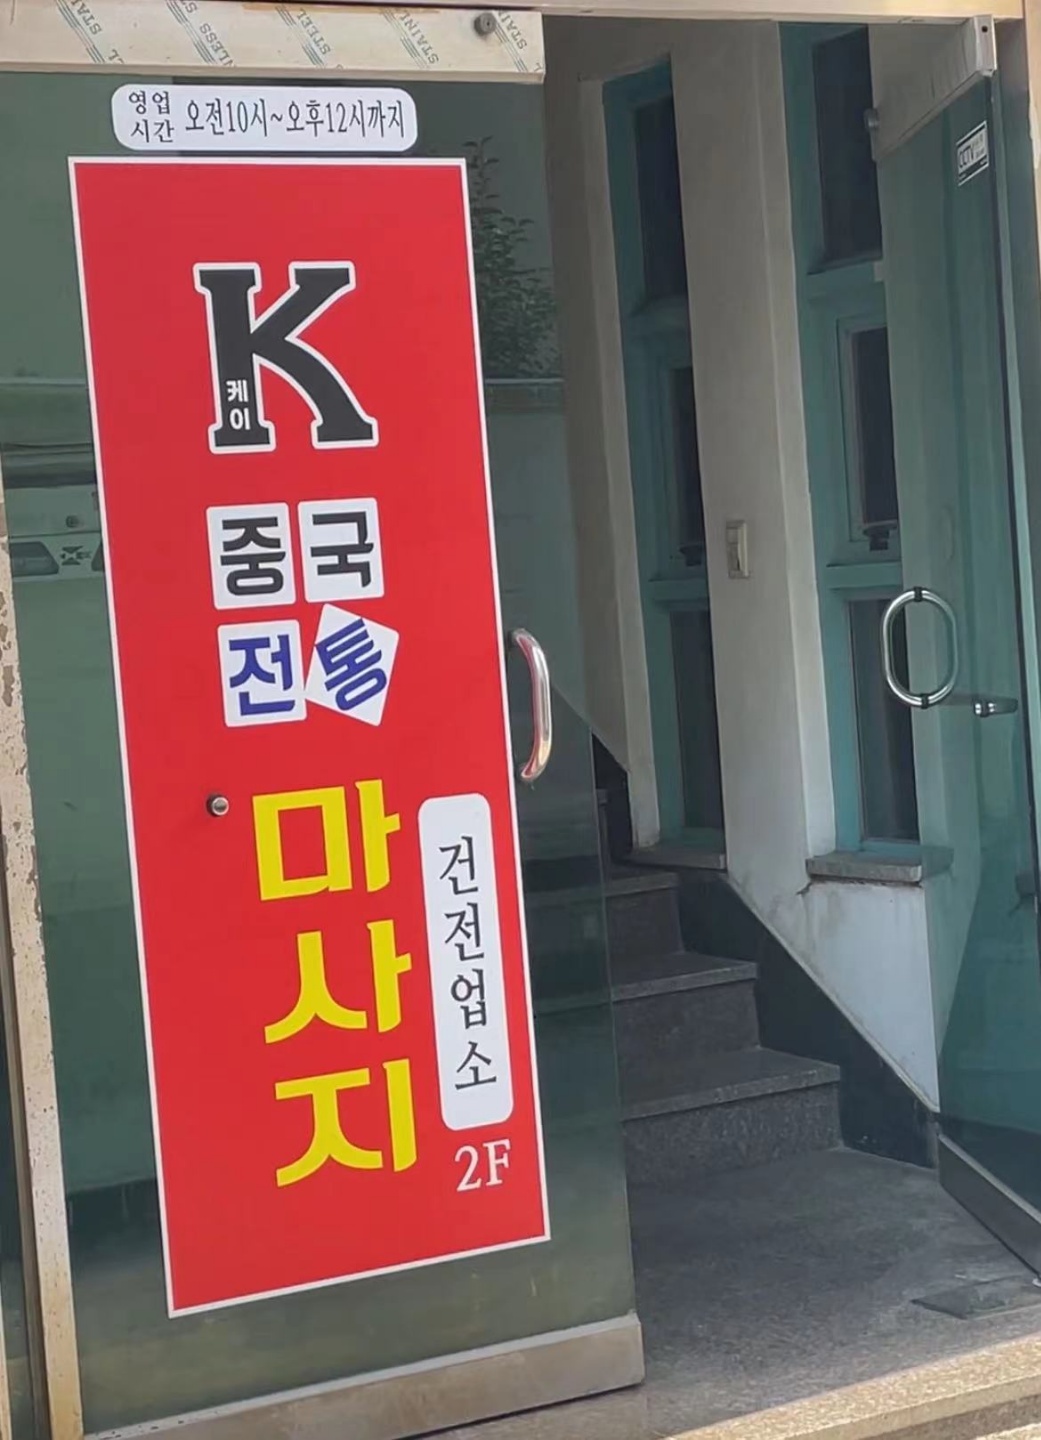 STAINLESS STEEL
영업시간 오전10시~오후12시까지
K
케이
중국
전통
마사지
건전업소
2F
CCTV